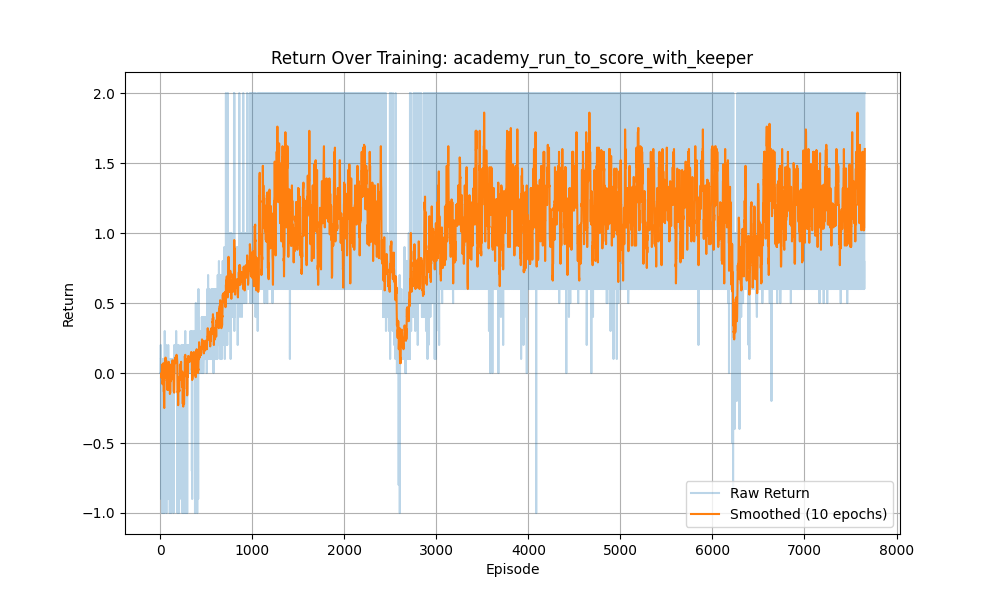 Return Over Training: academy_run_to_score_with_keeper
2.0
1.5
1.0
0.5
0.0
−0.5
−1.0
Return
Raw Return
Smoothed (10 epochs)
0 1000 2000 3000 4000 5000 6000 7000 8000
Episode